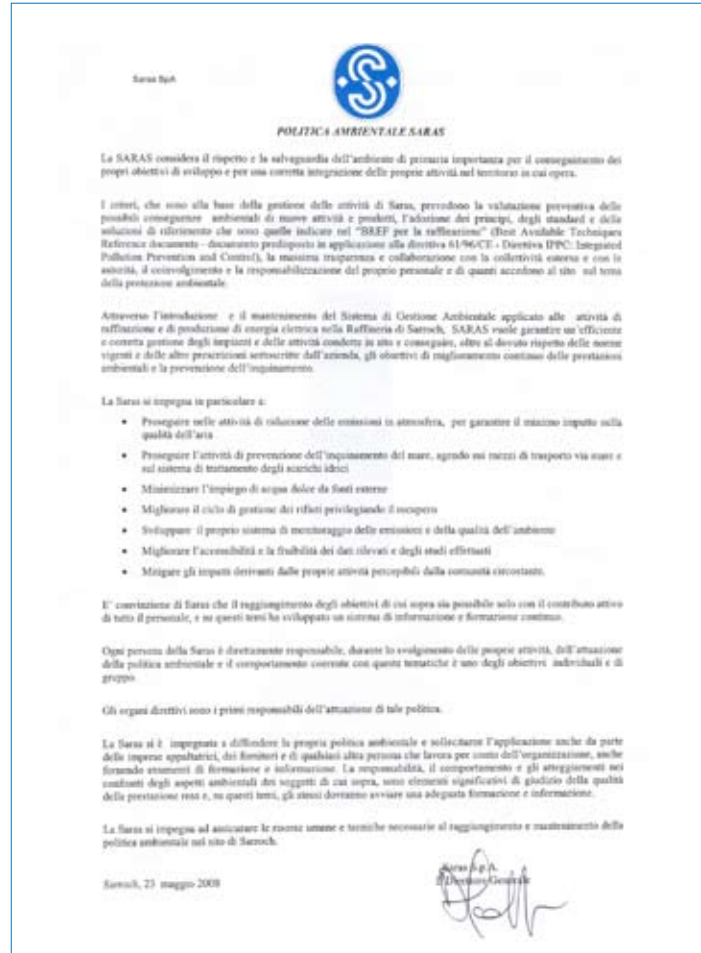 Saras SpA
POLITICA AMBIENTALE SARAS
La SARAS considera il rispetto e la salvaguardia dell'ambiente di primaria importanza per il conseguimento dei
propri obiettivi di sviluppo e per una corretta integrazione delle proprie attività nel territorio in cui opera.
I criteri, che sono alla base della gestione delle attività di Saras, prevedono la valutazione preventiva delle
possibili conseguenze ambientali di nuove attività e prodotti, l'adozione dei principi, degli standard e delle
soluzioni di riferimento che sono quelle indicate nel "BREF per la raffinazione" (Best Available Techniques
Reference documents - documento predisposto in applicazione alla direttiva 61/96/CE - Direttiva IPPC: Integrated
Pollution Prevention and Control), la massima trasparenza e collaborazione con la collettività esterna e con le
autorità, il coinvolgimento e la responsabilizzazione del proprio personale e di quanti accedono al sito sul tema
della protezione ambientale.
Attraverso l'introduzione e il mantenimento del Sistema di Gestione Ambientale applicato alle attività di
raffinazione e di produzione di energia elettrica nella Raffineria di Sarroch, SARAS vuole garantire un'efficiente
e corretta gestione degli impianti e delle attività condotte in sito e conseguire, oltre al dovuto rispetto delle norme
vigenti e delle altre prescrizioni sottoscritte dall'azienda, gli obiettivi di miglioramento continuo delle prestazioni
ambientali e la prevenzione dell'inquinamento.
La Saras si impegna in particolare a:
• Proseguire nelle attività di riduzione delle emissioni in atmosfera, per garantire il minimo impatto sulla
qualità dell'aria
• Proseguire l'attività di prevenzione dell'inquinamento del mare, agendo sui mezzi di trasporto via mare e
sul sistema di trattamento degli scarichi idrici
• Minimizzare l'impiego di acqua dolce da fonti esterne
• Migliorare il ciclo di gestione dei rifiuti privilegiando il recupero
• Sviluppare il proprio sistema di monitoraggio delle emissioni e della qualità dell'ambiente
• Migliorare l'accessibilità e la fruibilità dei dati rilevati e degli studi effettuati
• Mitigare gli impatti derivanti dalle proprie attività percepibili dalla comunità circostante.
E' convinzione di Saras che il raggiungimento degli obiettivi di cui sopra sia possibile solo con il contributo attivo
di tutto il personale, e su questi temi ha sviluppato un sistema di informazione e formazione continuo.
Ogni persona della Saras è direttamente responsabile, durante lo svolgimento delle proprie attività, dell'attuazione
della politica ambientale e il comportamento coerente con queste tematiche è uno degli obiettivi individuali e di
gruppo.
Gli organi direttivi sono i primi responsabili dell'attuazione di tale politica.
La Saras si è impegnata a diffondere la propria politica ambientale e sollecitarne l'applicazione anche da parte
delle imprese appaltatrici, dei fornitori e di qualsiasi altra persona che lavora per conto dell'organizzazione, anche
fornendo strumenti di formazione e informazione. La responsabilità, il comportamento e gli atteggiamenti nei
confronti degli aspetti ambientali dei soggetti di cui sopra, sono elementi significativi di giudizio della qualità
della prestazione resa e, su questi temi, gli stessi dovranno avviare una adeguata formazione e informazione.
La Saras si impegna ad assicurare le risorse umane e tecniche necessarie al raggiungimento e mantenimento della
politica ambientale nel sito di Sarroch.
Saras S.p.A.
Il Direttore Generale
Sarroch, 23 maggio 2008